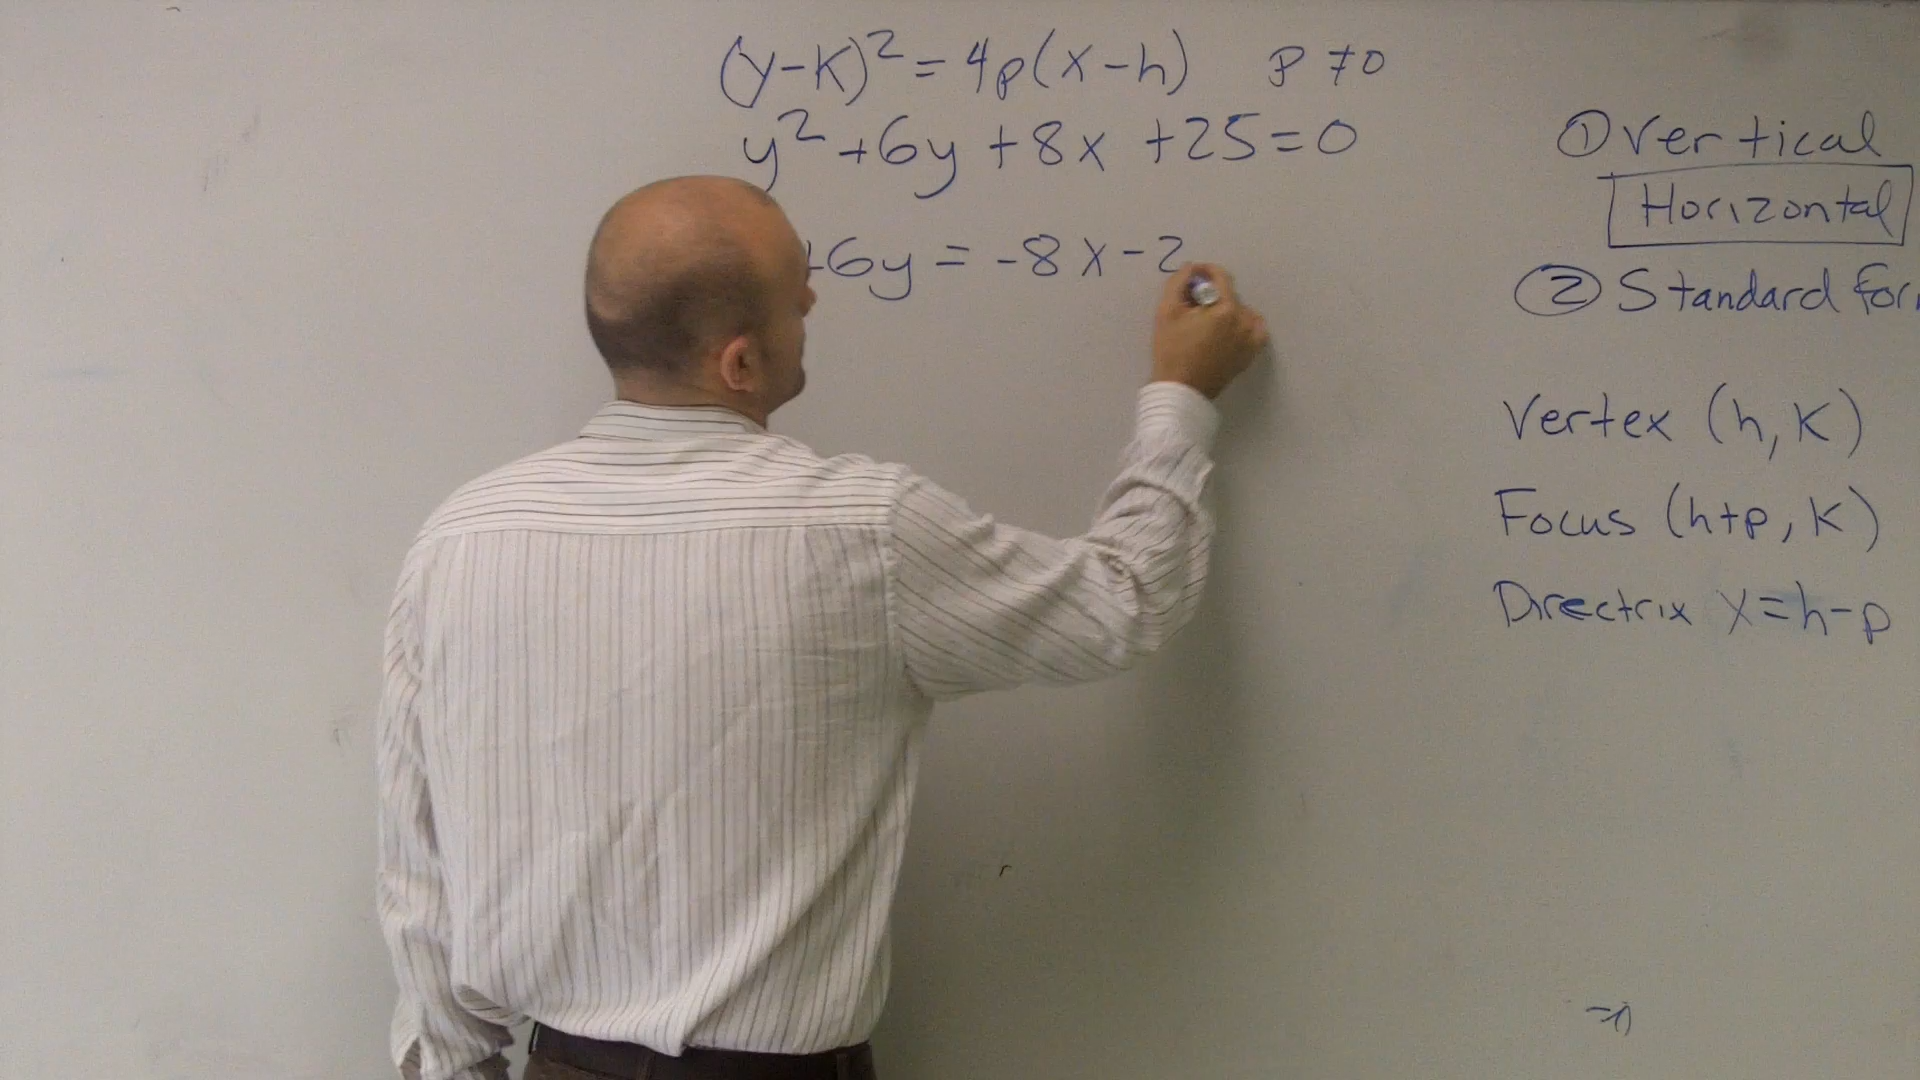 (y-k)² = 4p(x-h) p ≠0
y² +6y +8x +25=0
+6y = -8x-2
① Vertical
Horizontal
② Standard for
Vertex (h, k)
Focus (h+p, k)
Directrix x=h-p